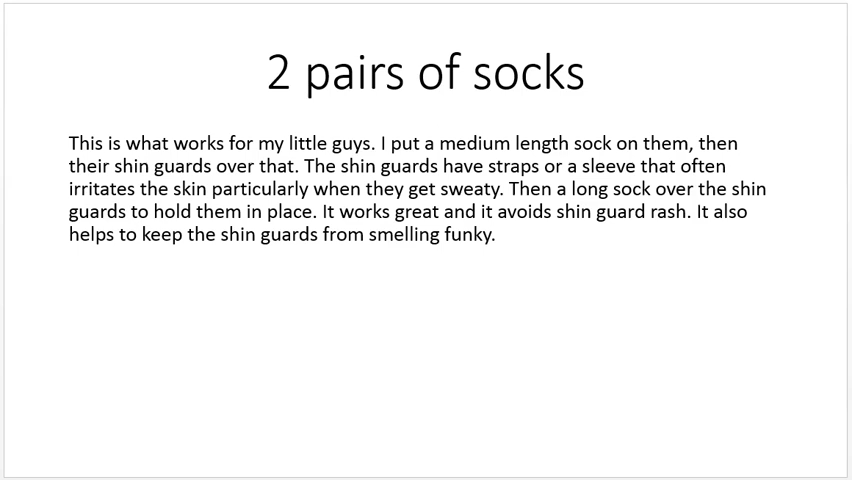 2 pairs of socks
This is what works for my little guys. I put a medium length sock on them, then
their shin guards over that. The shin guards have straps or a sleeve that often
irritates the skin particularly when they get sweaty. Then a long sock over the shin
guards to hold them in place. It works great and it avoids shin guard rash. It also
helps to keep the shin guards from smelling funky.